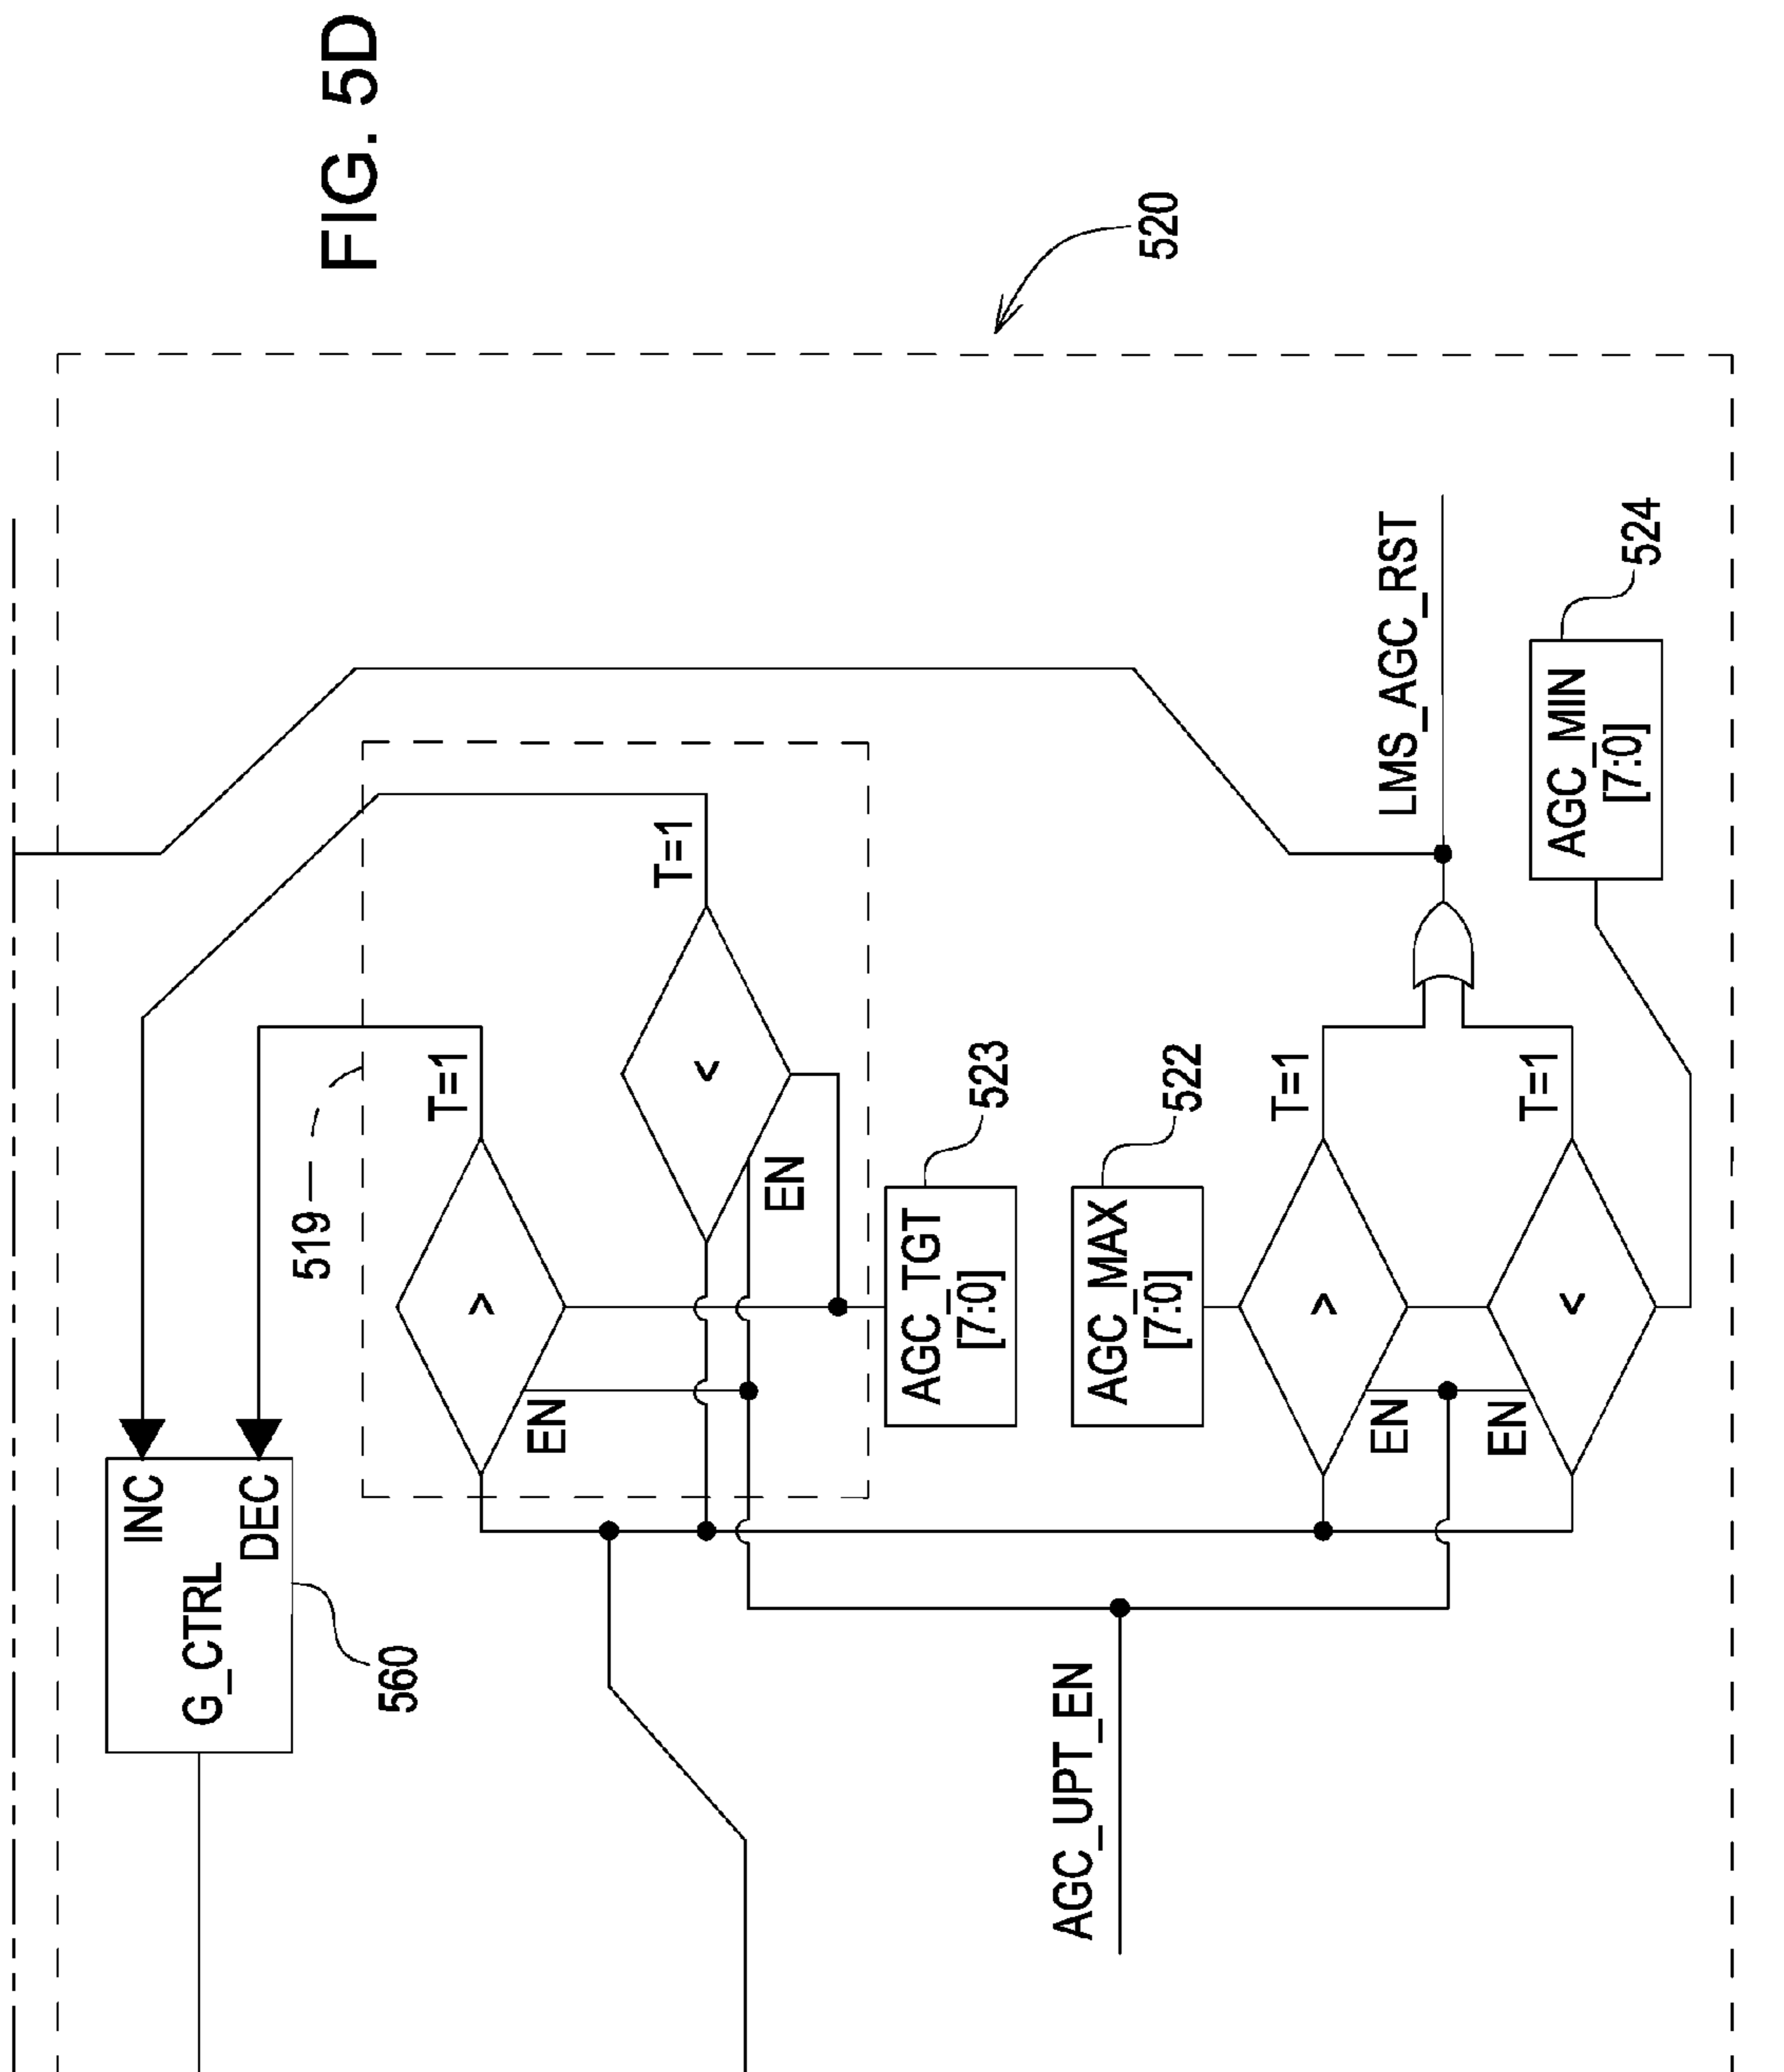 FIG. 5D
INC
G_CTRL
DEC
560
519
T=1
>
EN
T=1
<
EN
AGC_TGT
[7:0]
523
AGC_UPT_EN
AGC_MAX
[7:0]
522
520
T=1
>
EN
LMS_AGC_RST
EN
T=1
<
AGC_MIN
[7:0]
524